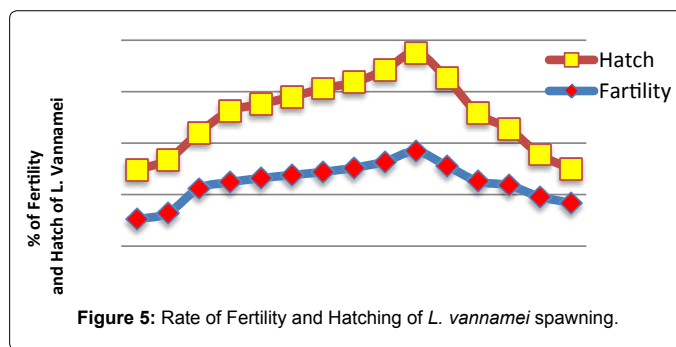 Hatch
Fartility
% of Fertility
and Hatch of L. Vannamei
Figure 5: Rate of Fertility and Hatching of L. vannamei spawning.